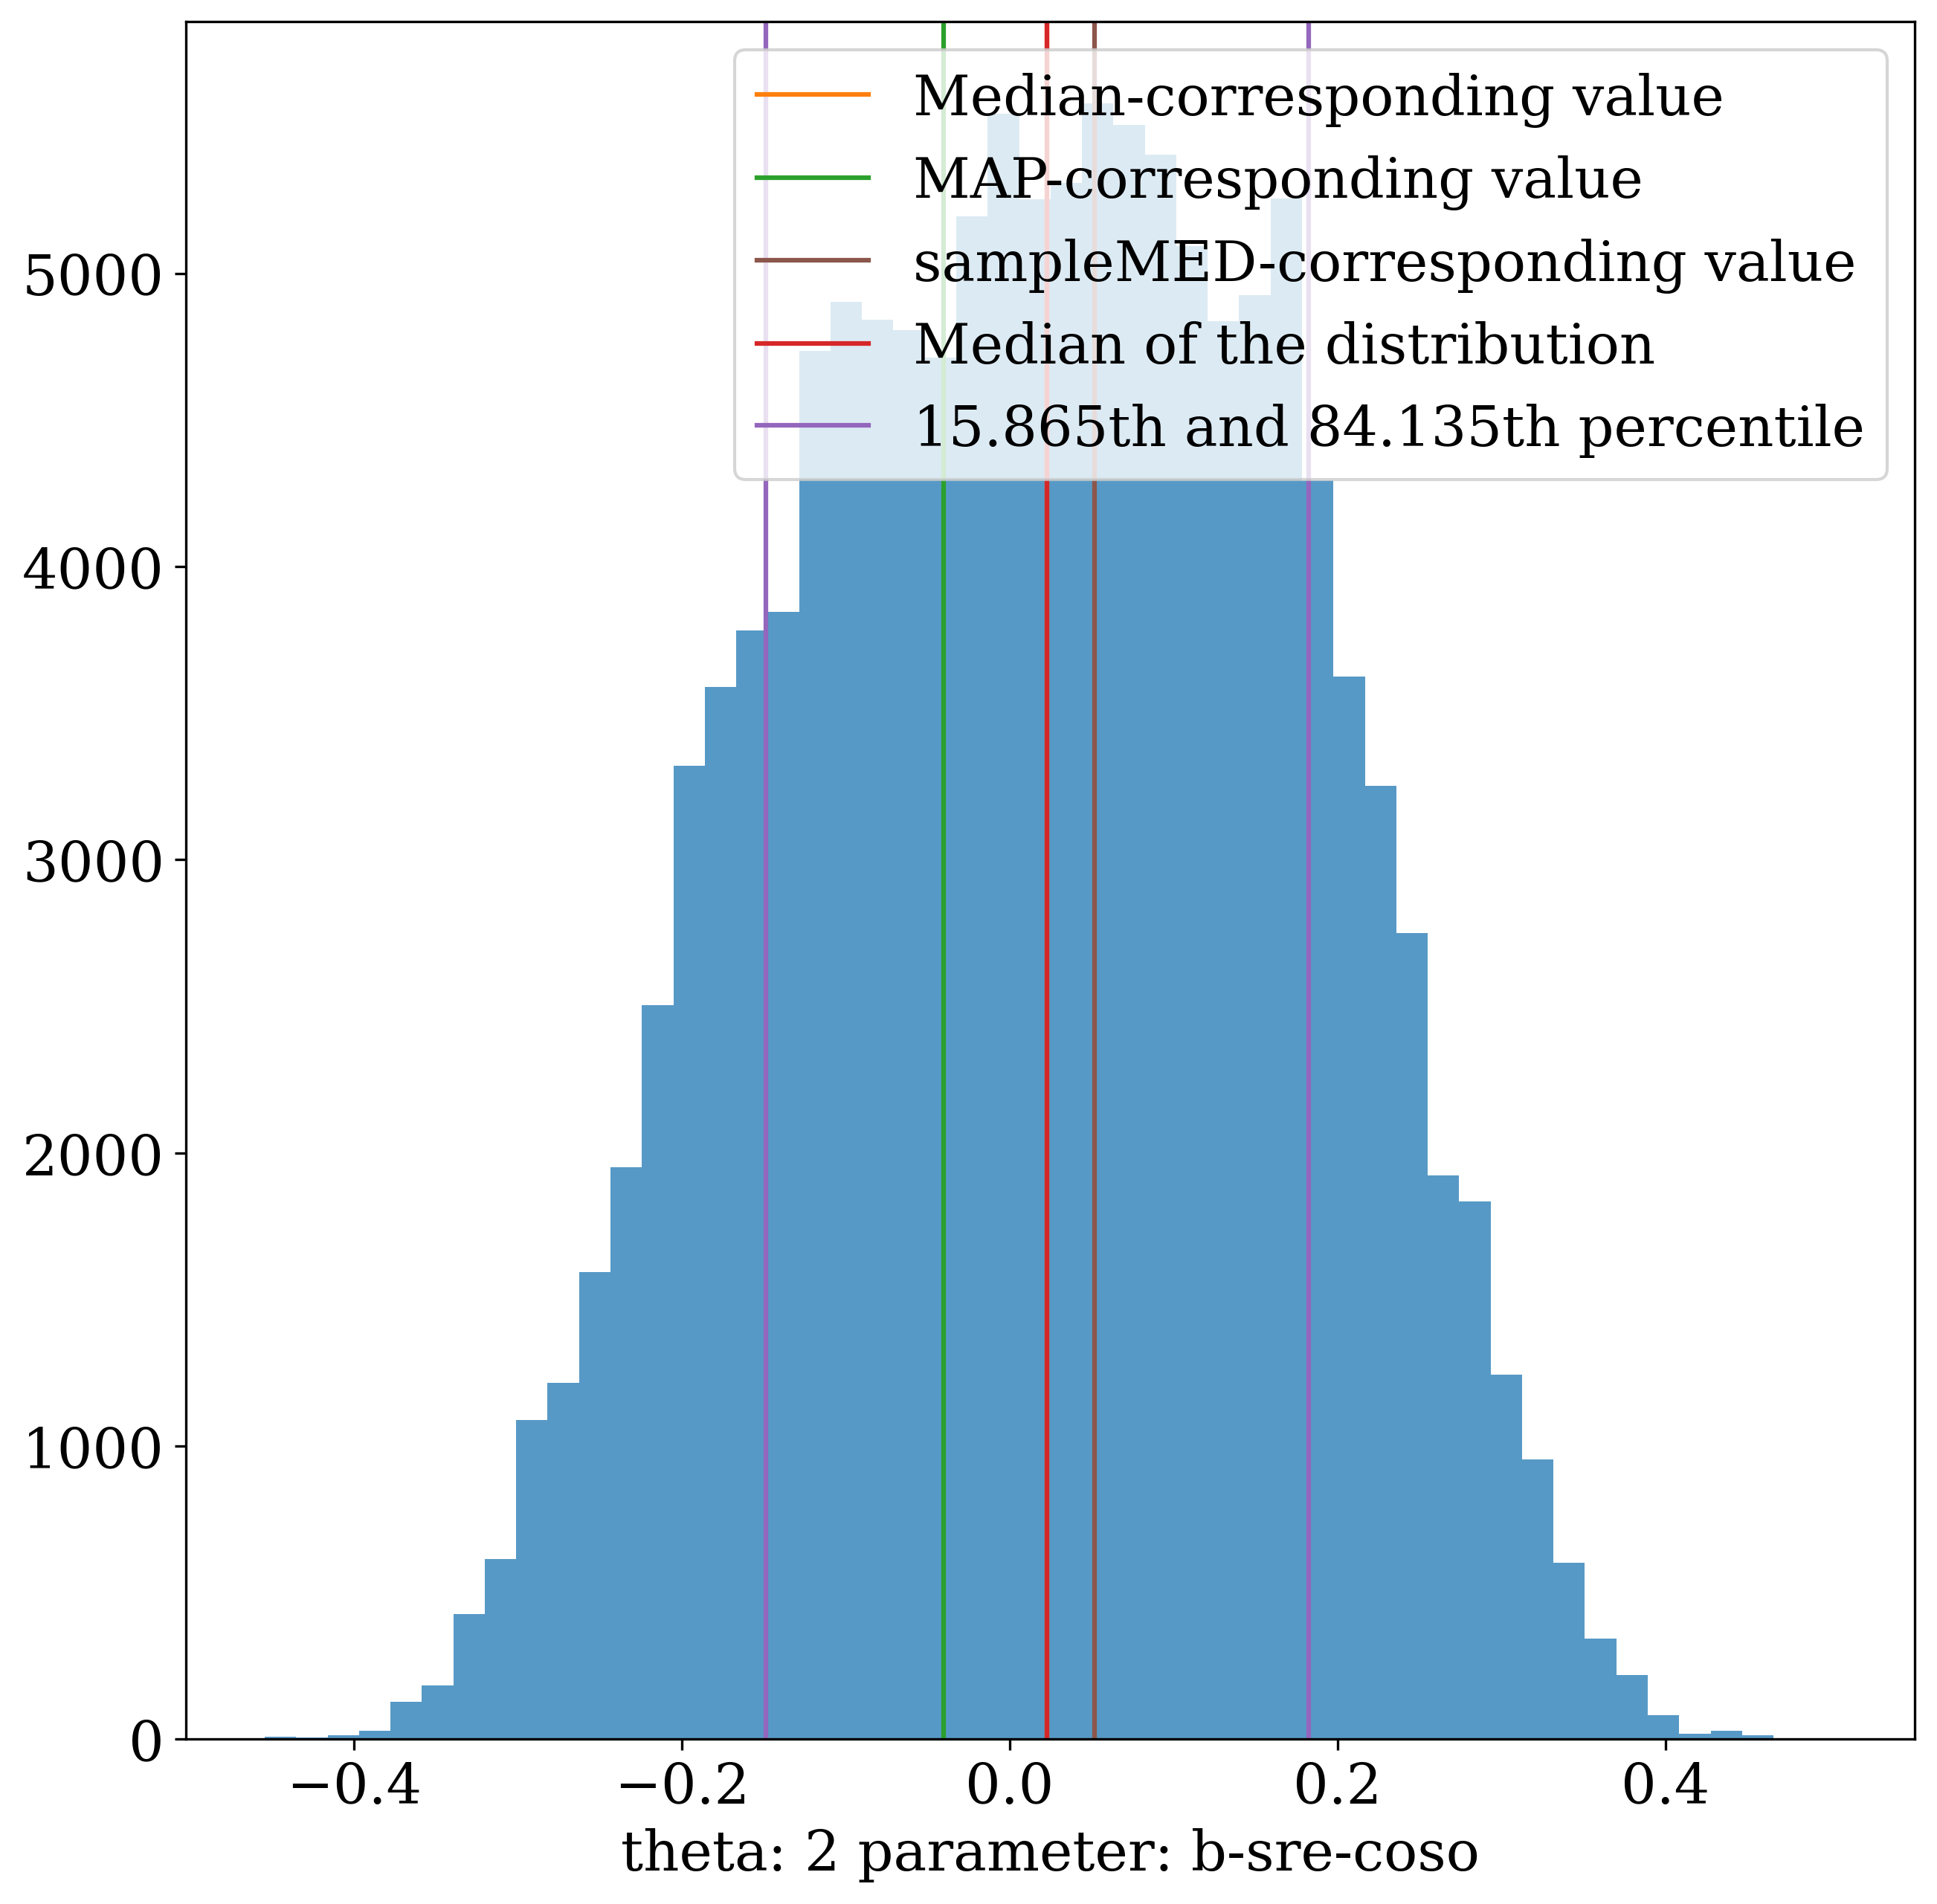 Median-corresponding value
MAP-corresponding value
sampleMED-corresponding value
Median of the distribution
15.865th and 84.135th percentile
5000
4000
3000
2000
1000
0
−0.4 −0.2 0.0 0.2 0.4
theta: 2 parameter: b-sre-coso